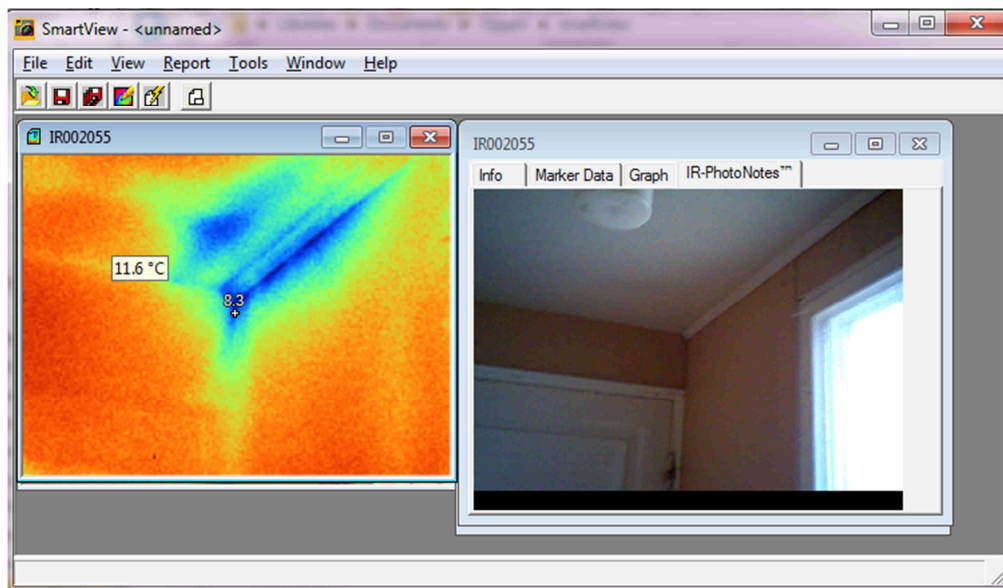 SmartView - <unnamed>
File Edit View Report Tools Window Help
IR002055
11.6 °C
8.3
IR002055
Info Marker Data Graph IR-PhotoNotes™